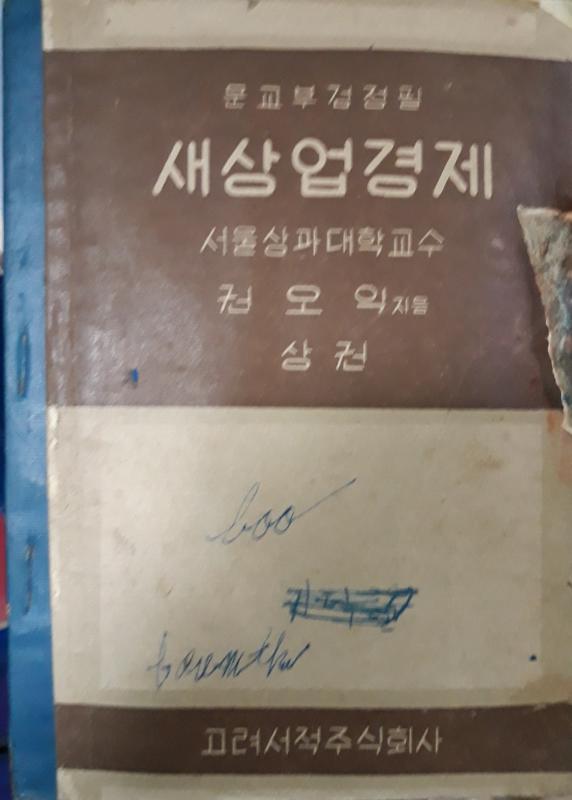 문교부검정필
새상업경제
서울상과대학교수
권오익지음
상권
boo
고려서적주식회사